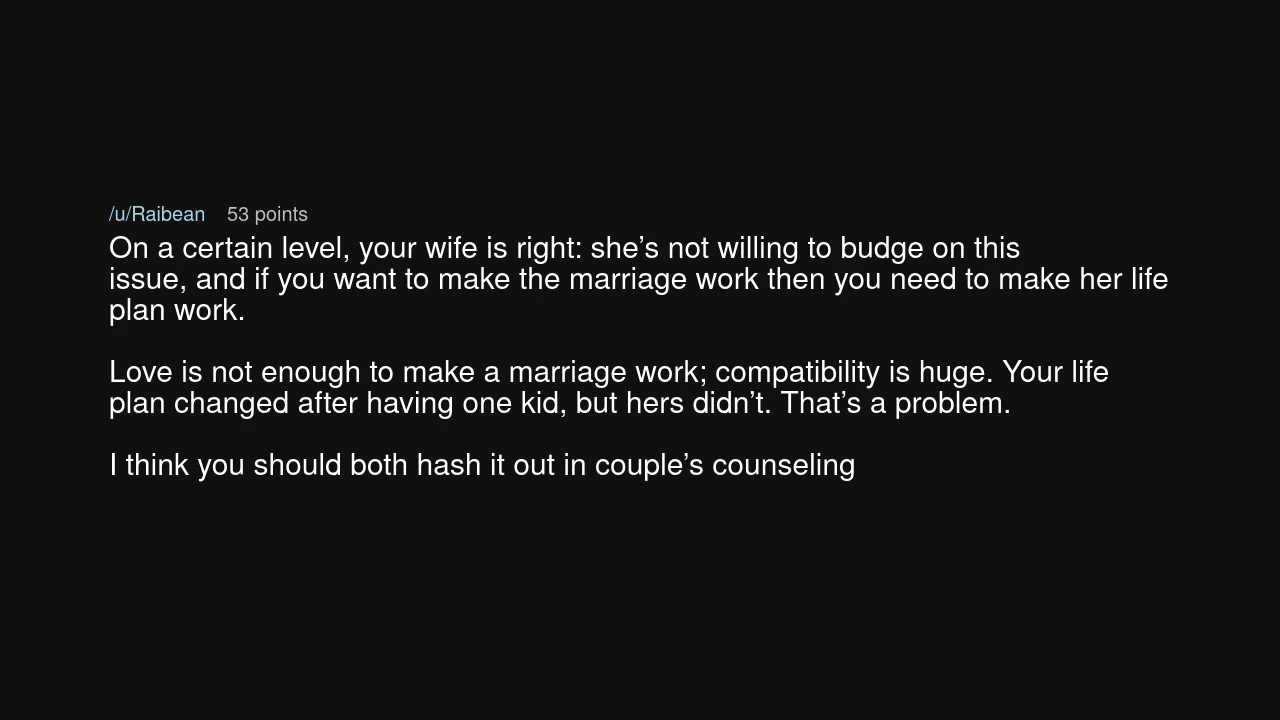 /u/Raibean 53 points
On a certain level, your wife is right: she’s not willing to budge on this
issue, and if you want to make the marriage work then you need to make her life
plan work.
Love is not enough to make a marriage work; compatibility is huge. Your life
plan changed after having one kid, but hers didn’t. That’s a problem.
I think you should both hash it out in couple’s counseling